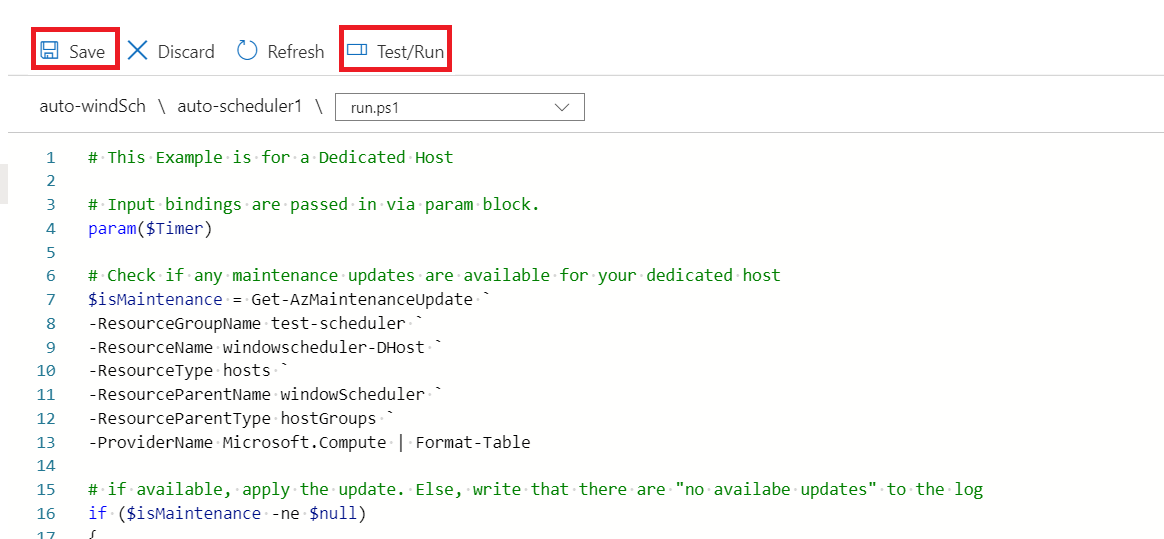 Save Discard Refresh Test/Run
auto-windSch \ auto-scheduler1 \ run.ps1
1 # This Example is for a Dedicated Host
2
3 # Input bindings are passed in via param block.
4 param($Timer)
5
6 # Check if any maintenance updates are available for your dedicated host
7 $isMaintenance = Get-AzMaintenanceUpdate `
8 -ResourceGroupName test-scheduler `
9 -ResourceName windowscheduler-DHost `
10 -ResourceType hosts `
11 -ResourceParentName windowScheduler `
12 -ResourceParentType hostGroups `
13 -ProviderName Microsoft.Compute | Format-Table
14
15 # if available, apply the update. Else, write that there are "no availabe updates" to the log
16 if ($isMaintenance -ne $null)
17 {